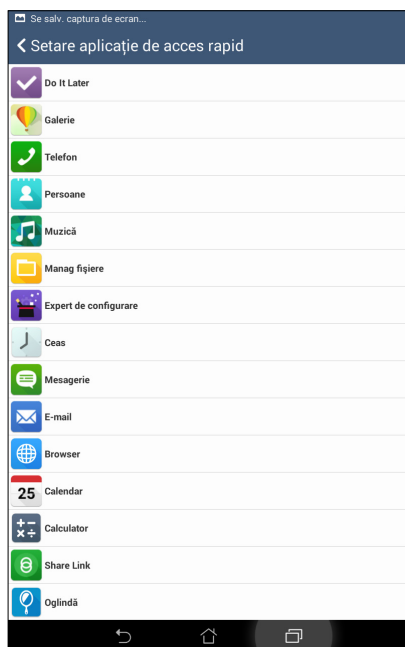 Se salv. captura de ecran...
Setare aplicație de acces rapid
Do It Later
Galerie
Telefon
Persoane
Muzică
Manag fișiere
Expert de configurare
Ceas
Mesagerie
E-mail
Browser
25 Calendar
Calculator
Share Link
Oglindă